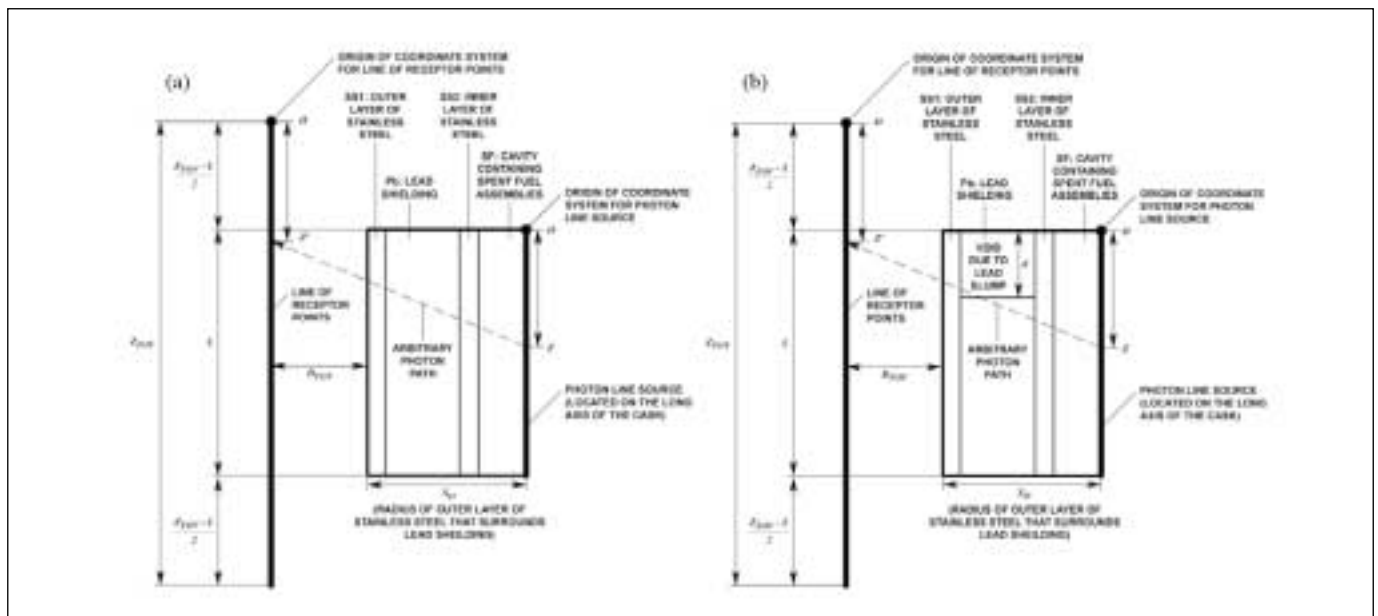 (a)
ORIGIN OF COORDINATE SYSTEM
FOR LINE OF RECEPTOR POINTS
SS1: OUTER
LAYER OF
STAINLESS
STEEL
SS2: INNER
LAYER OF
STAINLESS
STEEL
SF: CAVITY
CONTAINING
SPENT FUEL
ASSEMBLIES
Pb: LEAD
SHIELDING
ORIGIN OF COORDINATE
SYSTEM FOR PHOTON
LINE SOURCE
LINE OF
RECEPTOR
POINTS
ARBITRARY
PHOTON
PATH
PHOTON LINE SOURCE
(LOCATED ON THE LONG
AXIS OF THE CASK)
(RADIUS OF OUTER LAYER OF
STAINLESS STEEL THAT SURROUNDS
LEAD SHEILDING)
(b)
ORIGIN OF COORDINATE SYSTEM
FOR LINE OF RECEPTOR POINTS
SS1: OUTER
LAYER OF
STAINLESS
STEEL
SS2: INNER
LAYER OF
STAINLESS
STEEL
SF: CAVITY
CONTAINING
SPENT FUEL
ASSEMBLIES
Pb: LEAD
SHIELDING
ORIGIN OF COORDINATE
SYSTEM FOR PHOTON
LINE SOURCE
VOID
DUE TO
LEAD
SLUMP
LINE OF
RECEPTOR
POINTS
ARBITRARY
PHOTON
PATH
PHOTON LINE SOURCE
(LOCATED ON THE LONG
AXIS OF THE CASK)
(RADIUS OF OUTER LAYER OF
STAINLESS STEEL THAT SURROUNDS
LEAD SHEILDING)